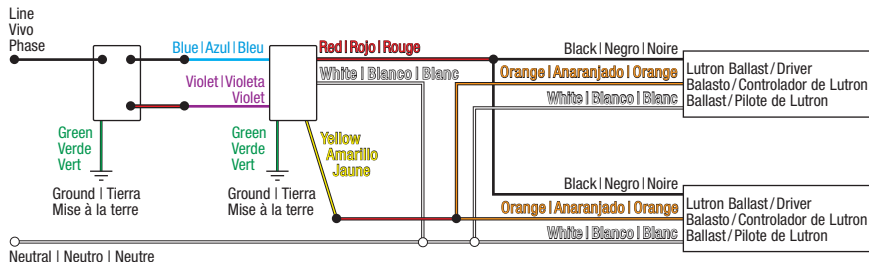 Line
Vivo
Phase
Blue | Azul | Bleu
Red | Rojo | Rouge
Black | Negro | Noire
White | Blanco | Blanc
Orange | Anaranjado | Orange
Lutron Ballast / Driver
Balasto / Controlador de Lutron
Ballast / Pilote de Lutron
Violet | Violeta
Violet
White | Blanco | Blanc
Green
Verde
Vert
Green
Verde
Vert
Yellow
Amarillo
Jaune
Ground | Tierra
Mise à la terre
Ground | Tierra
Mise à la terre
Black | Negro | Noire
Orange | Anaranjado | Orange
White | Blanco | Blanc
Lutron Ballast / Driver
Balasto / Controlador de Lutron
Ballast / Pilote de Lutron
Neutral | Neutro | Neutre